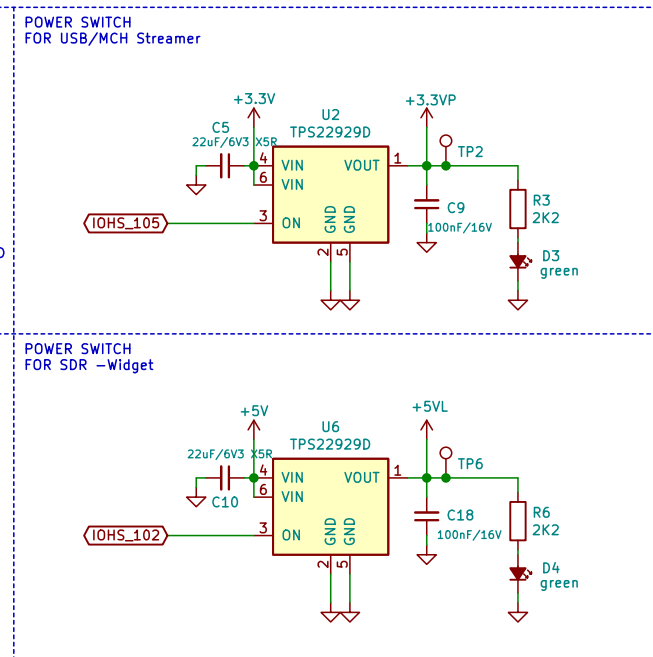 POWER SWITCH
FOR USB/MCH Streamer
+3.3V
U2
TPS22929D
+3.3VP
C5
22uF/6V3 X5R
4
VIN
VOUT
1
TP2
6
VIN
3
ON
GND
GND
2
5
IOHS_105
C9
100nF/16V
R3
2K2
D3
green
POWER SWITCH
FOR SDR -Widget
+5V
U6
TPS22929D
+5VL
22uF/6V3 X5R
C10
4
VIN
VOUT
1
TP6
6
VIN
3
ON
GND
GND
2
5
IOHS_102
C18
100nF/16V
R6
2K2
D4
green